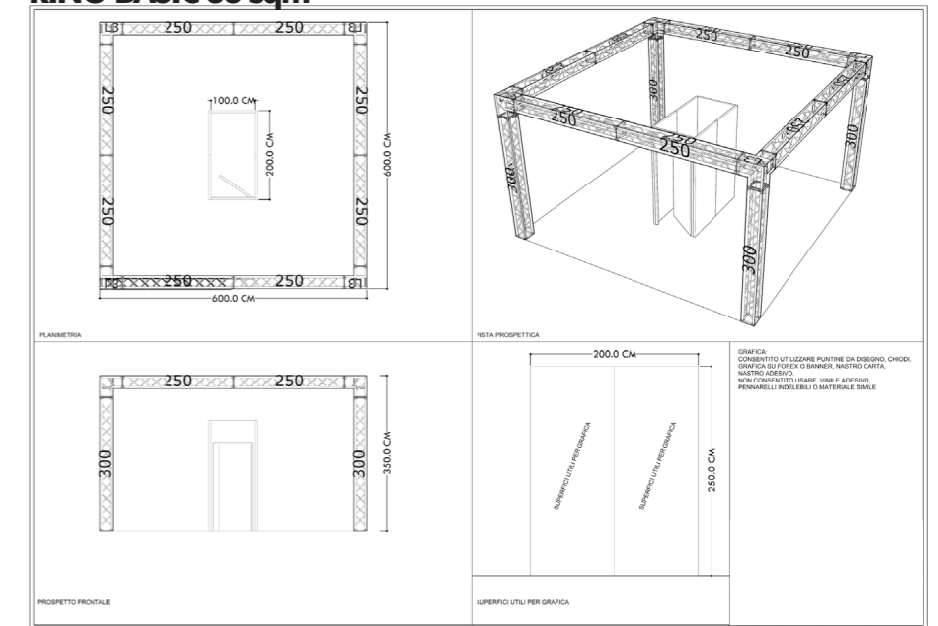 250
250
250
250
250
250
250
250
100.0 CM
200.0 CM
600.0 CM
600.0 CM
PLANIMETRIA
250
250
250
250
250
250
300
300
300
300
VISTA PROSPETTICA
250
250
300
300
350.0 CM
PROSPETTO FRONTALE
200.0 CM
SUPERFICI UTILI PER GRAFICA
SUPERFICI UTILI PER GRAFICA
250.0 CM
SUPERFICI UTILI PER GRAFICA
GRAFICA:
CONSENTITO UTLIZZARE PUNTINE DA DISEGNO, CHIODI,
GRAFICA SU FOREX O BANNER, NASTRO CARTA,
NASTRO ADESIVO.
NON CONSENTITO USARE VINILE ADESIVO,
PENNARELLI INDELEBILI O MATERIALE SIMILE